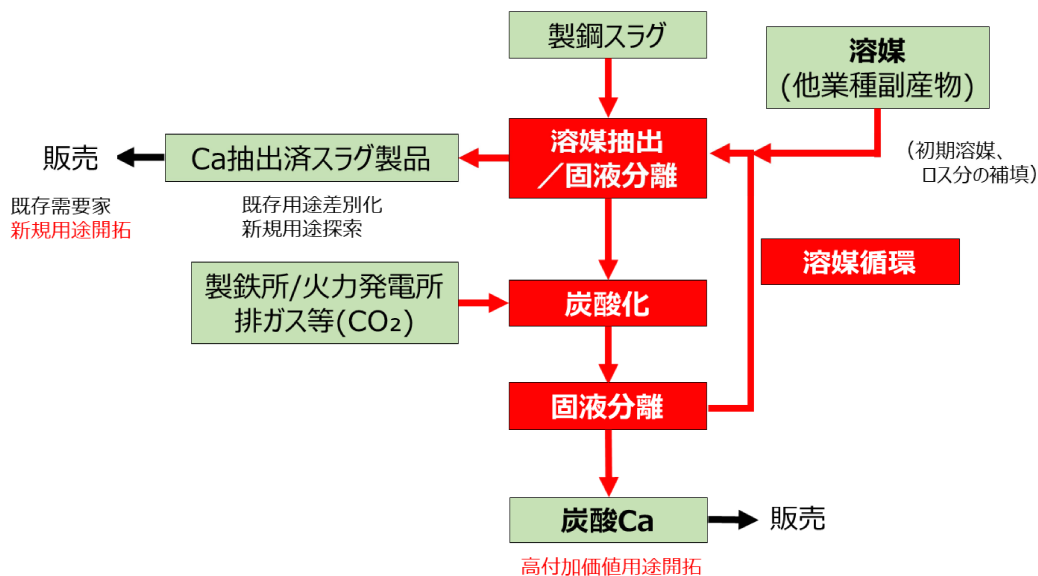 製鋼スラグ
溶媒
(他業種副産物)
溶媒抽出
／固液分離
(初期溶媒、
ロス分の補填)
販売
Ca抽出済スラグ製品
既存需要家
新規用途開拓
既存用途差別化
新規用途探索
溶媒循環
製鉄所/火力発電所
排ガス等(CO₂)
炭酸化
固液分離
炭酸Ca
販売
高付加価値用途開拓